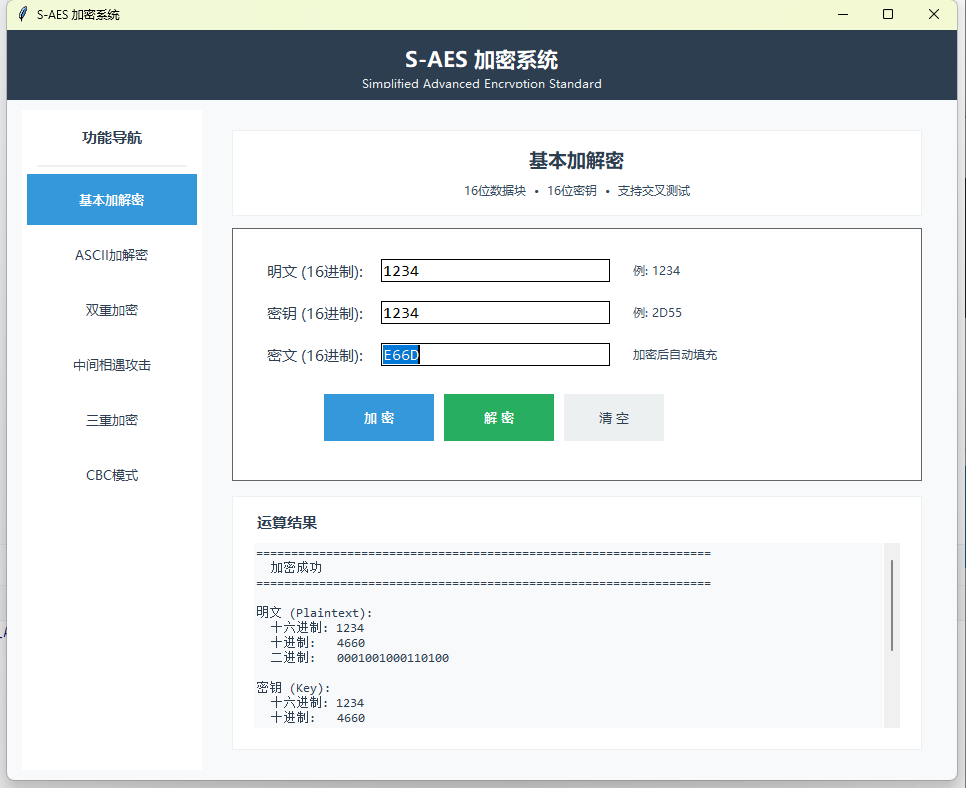 S-AES 加密系统
S-AES 加密系统
Simplified Advanced Encryption Standard
功能导航
基本加解密
ASCII加解密
双重加密
中间相遇攻击
三重加密
CBC模式
基本加解密
16位数据块 • 16位密钥 • 支持交叉测试
明文 (16进制): 1234 例: 1234
密钥 (16进制): 1234 例: 2D55
密文 (16进制): E66D 加密后自动填充
加 密 解 密 清 空
运算结果
=================================================================
加密成功
=================================================================
明文 (Plaintext):
十六进制: 1234
十进制: 4660
二进制: 0001001000110100
密钥 (Key):
十六进制: 1234
十进制: 4660